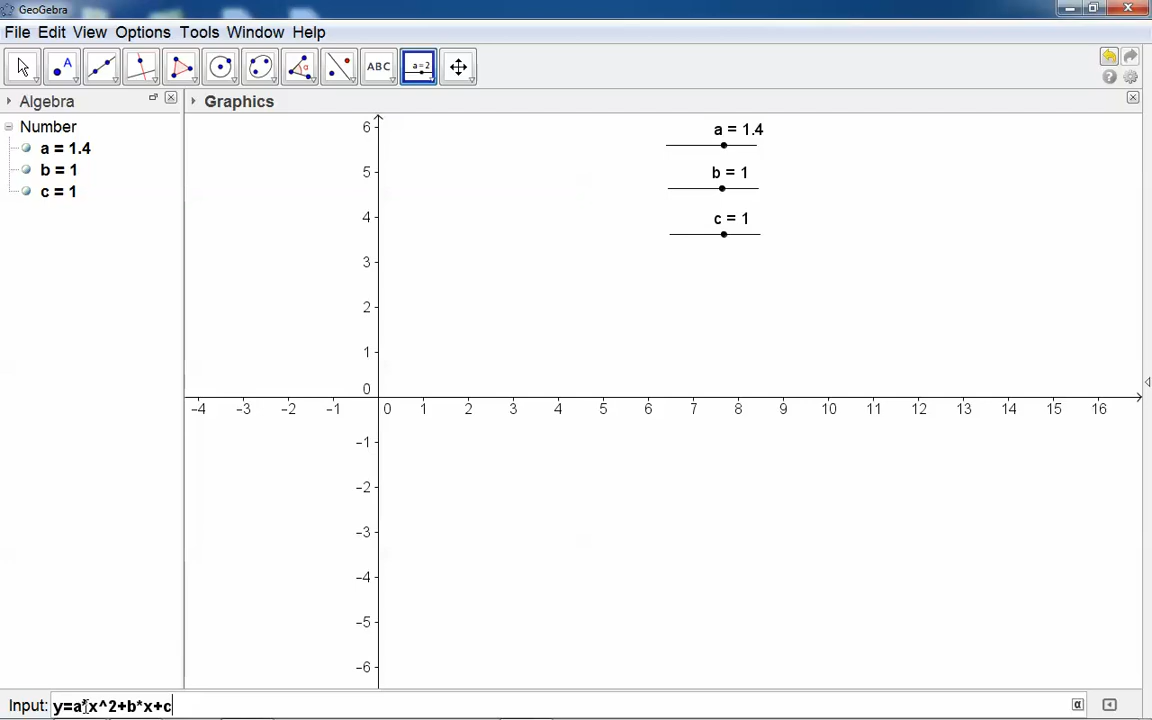 GeoGebra
File Edit View Options Tools Window Help
A ABC a=2
Algebra
Graphics
Number
a = 1.4
b = 1
c = 1
a = 1.4
b = 1
c = 1
6
5
4
3
2
1
0
−4 −3 −2 −1 0 1 2 3 4 5 6 7 8 9 10 11 12 13 14 15 16
−1
−2
−3
−4
−5
−6
Input: y=a*x^2+b*x+c α